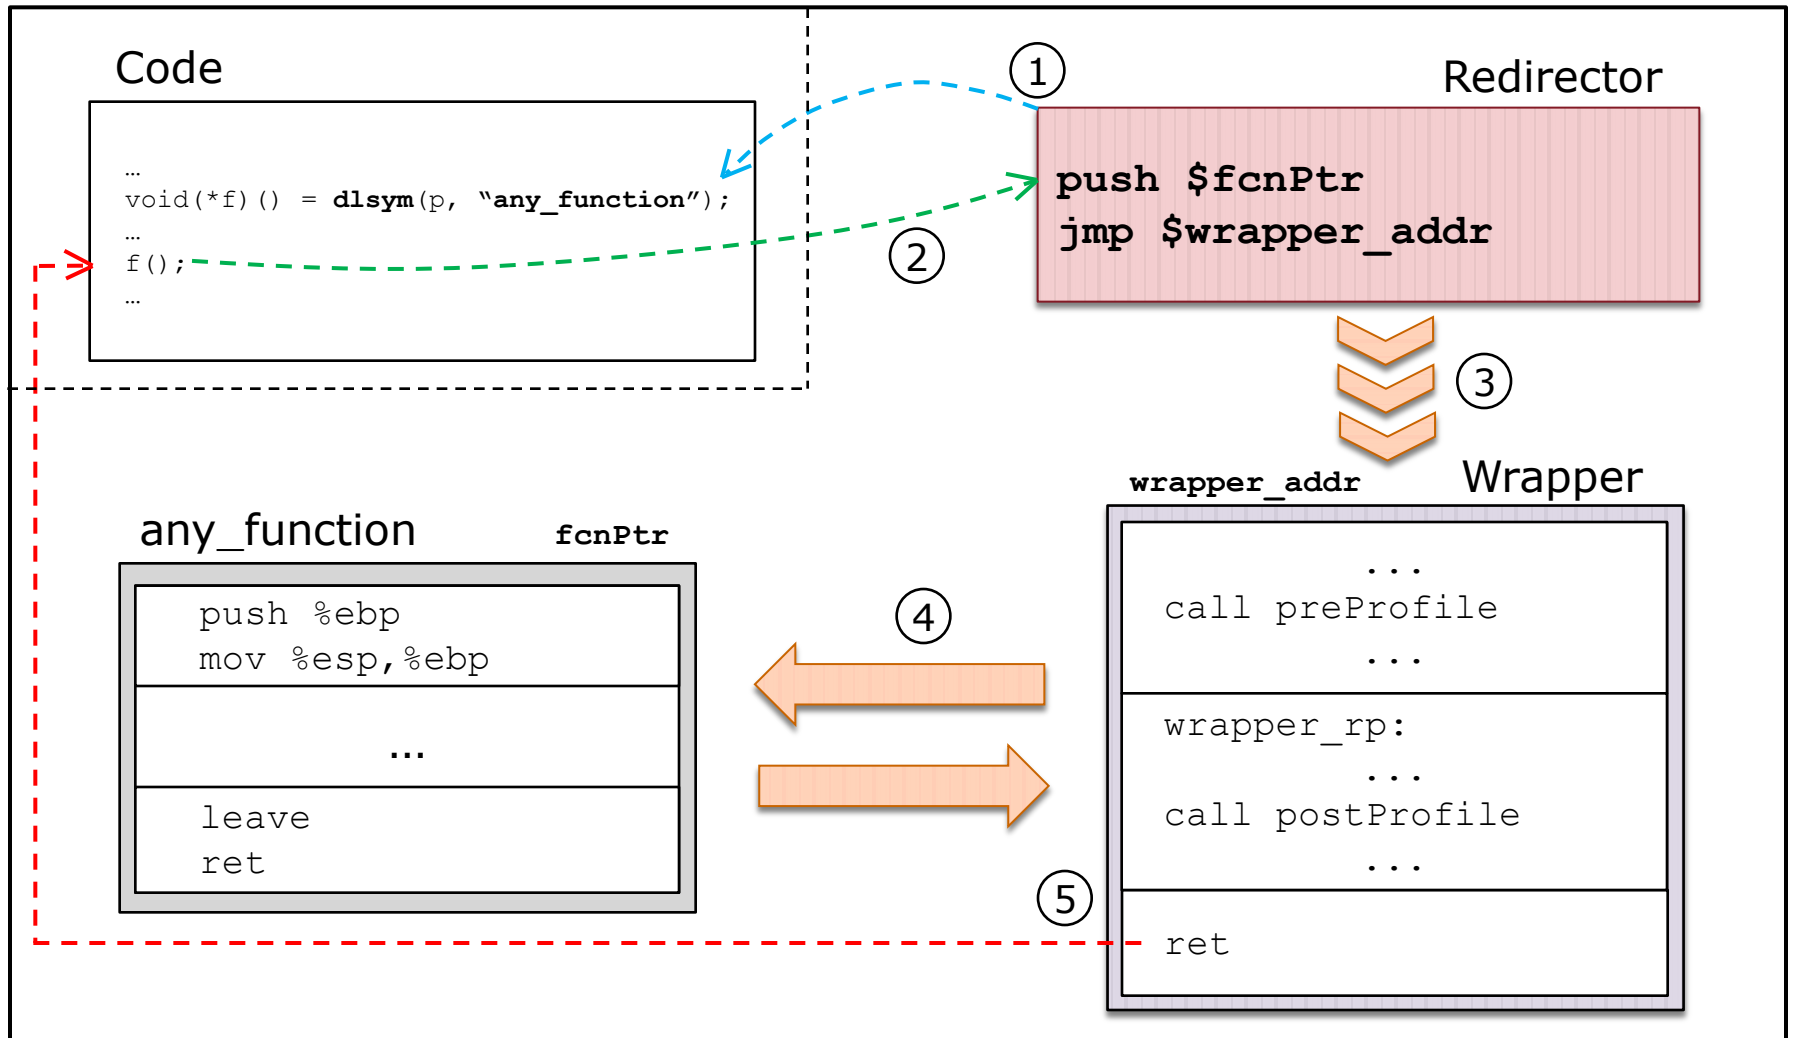 Code
…
void(*f)() = dlsym(p, “any_function”);
…
f();
…
1
2
Redirector
push $fcnPtr
jmp $wrapper_addr
3
wrapper_addr
Wrapper
...
call preProfile
...
wrapper_rp:
...
call postProfile
...
ret
any_function
fcnPtr
push %ebp
mov %esp,%ebp
...
leave
ret
4
5